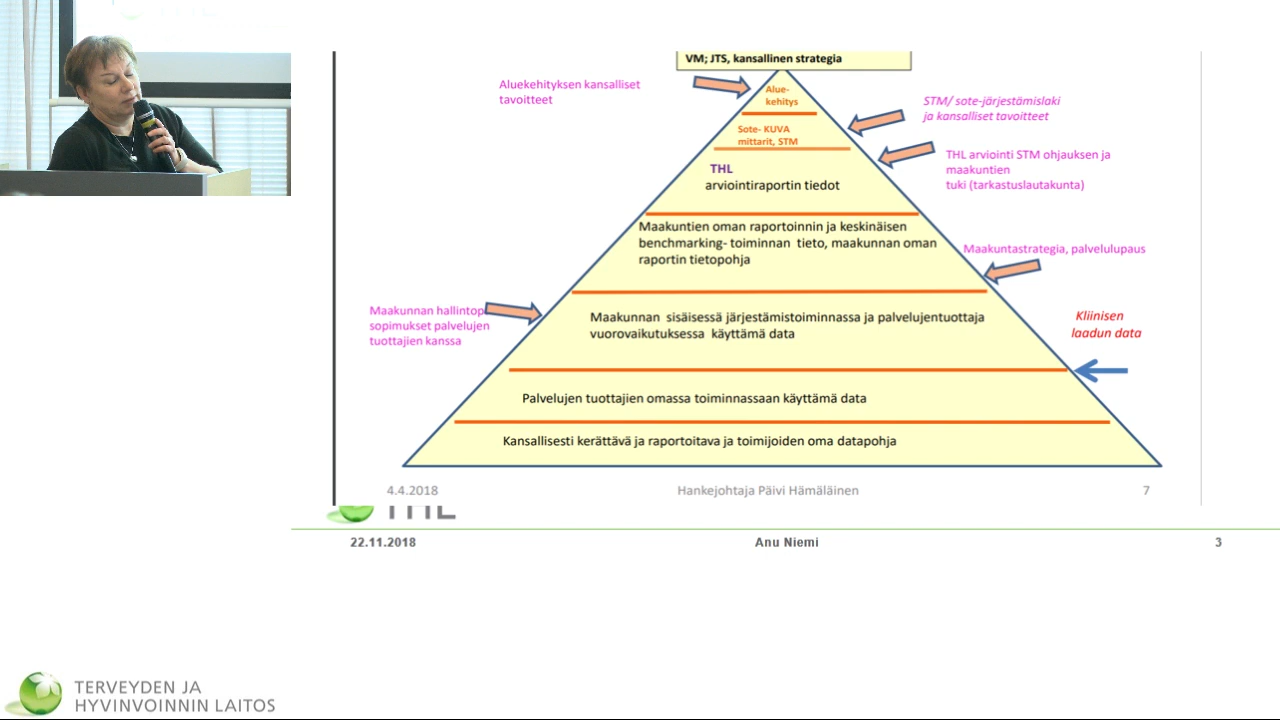 VM; JTS, kansallinen strategia
Aluekehityksen kansalliset
tavoitteet
Alue-
kehitys
STM/ sote-järjestämislaki
ja kansalliset tavoitteet
Sote- KUVA
mittarit, STM
THL arviointi STM ohjauksen ja
maakuntien
tuki (tarkastuslautakunta)
THL
arviointiraportin tiedot
Maakuntien oman raportoinnin ja keskinäisen
benchmarking- toiminnan tieto, maakunnan oman
raportin tietopohja
Maakuntastrategia, palvelulupaus
Maakunnan hallintop
sopimukset palvelujen
tuottajien kanssa
Maakunnan sisäisessä järjestämistoiminnassa ja palvelujentuottaja
vuorovaikutuksessa käyttämä data
Kliinisen
laadun data
Palvelujen tuottajien omassa toiminnassaan käyttämä data
Kansallisesti kerättävä ja raportoitava ja toimijoiden oma datapohja
4.4.2018 Hankejohtaja Päivi Hämäläinen 7
THL
22.11.2018 Anu Niemi 3
TERVEYDEN JA
HYVINVOINNIN LAITOS